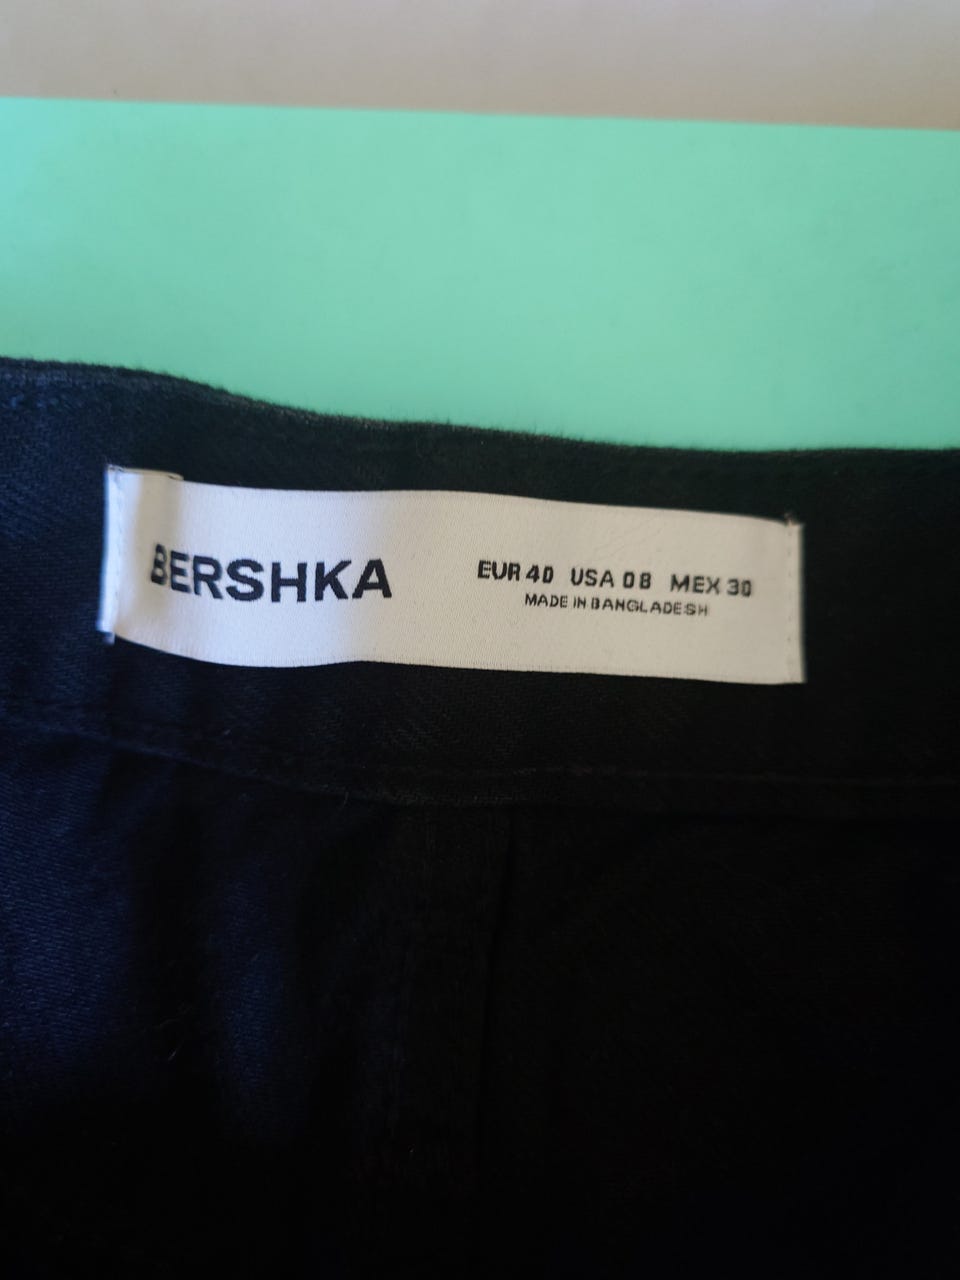 BERSHKA
EUR 40 USA 08 MEX 30
MADE IN BANGLADESH